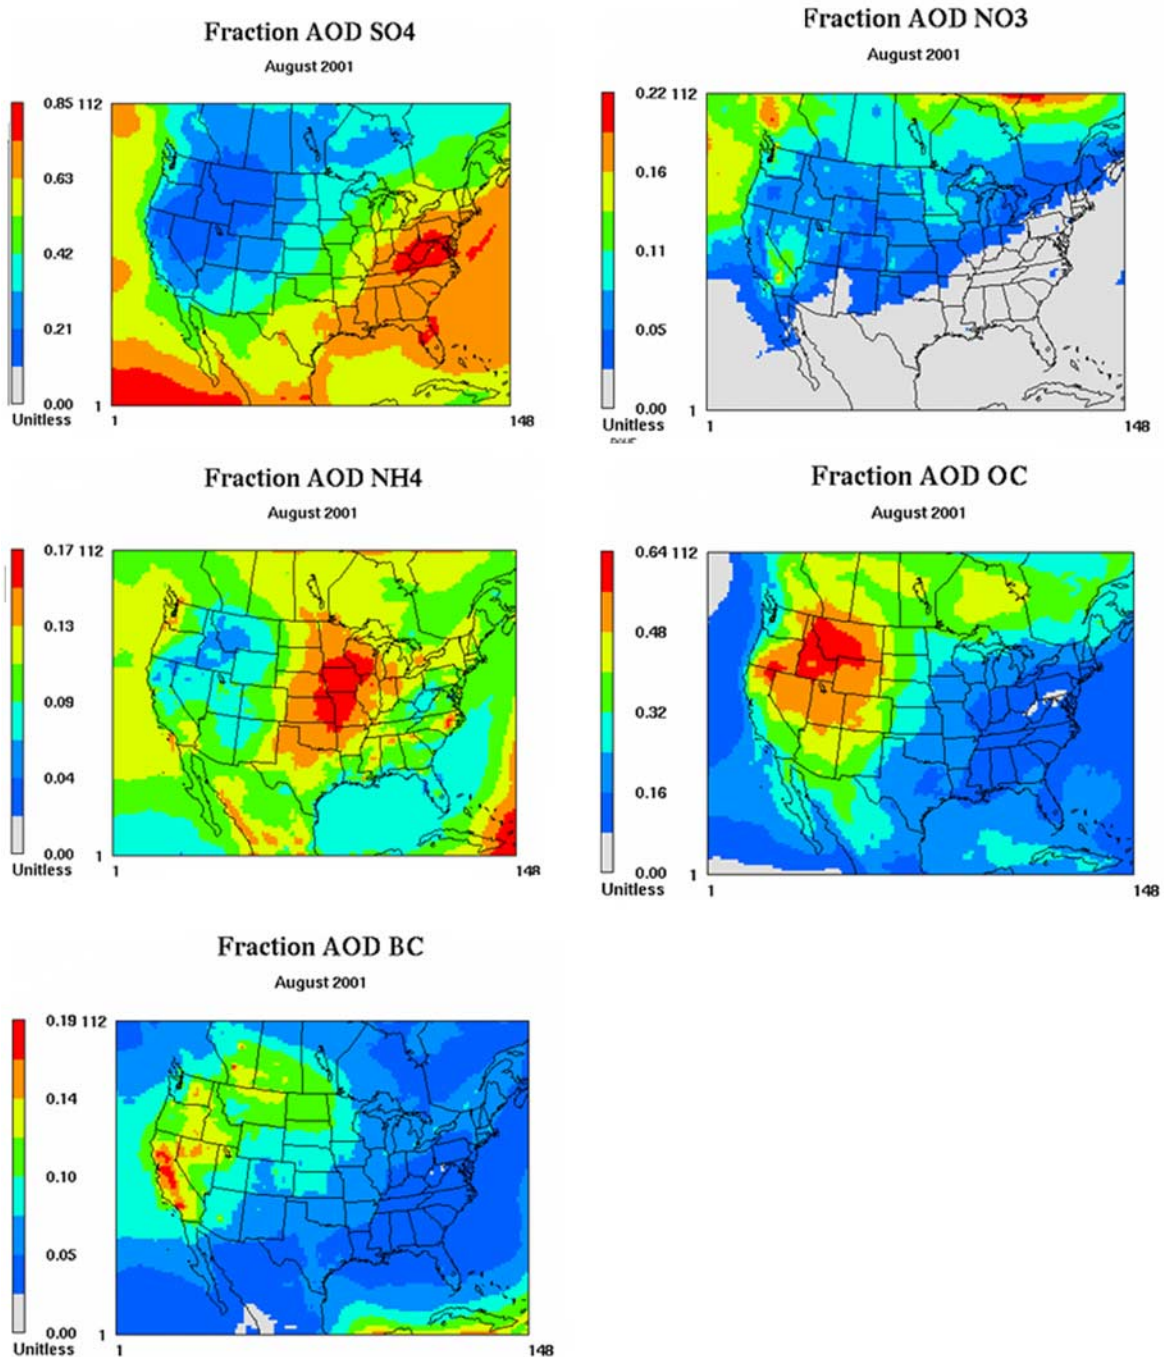 Fraction AOD SO4
August 2001
0.85 112
0.63
0.42
0.21
0.00 1
Unitless 1 148
Fraction AOD NO3
August 2001
0.22 112
0.16
0.11
0.05
0.00 1
Unitless 1 148
Fraction AOD NH4
August 2001
0.17 112
0.13
0.09
0.04
0.00 1
Unitless 1 148
Fraction AOD OC
August 2001
0.64 112
0.48
0.32
0.16
0.00 1
Unitless 1 148
Fraction AOD BC
August 2001
0.19 112
0.14
0.10
0.05
0.00 1
Unitless 1 148